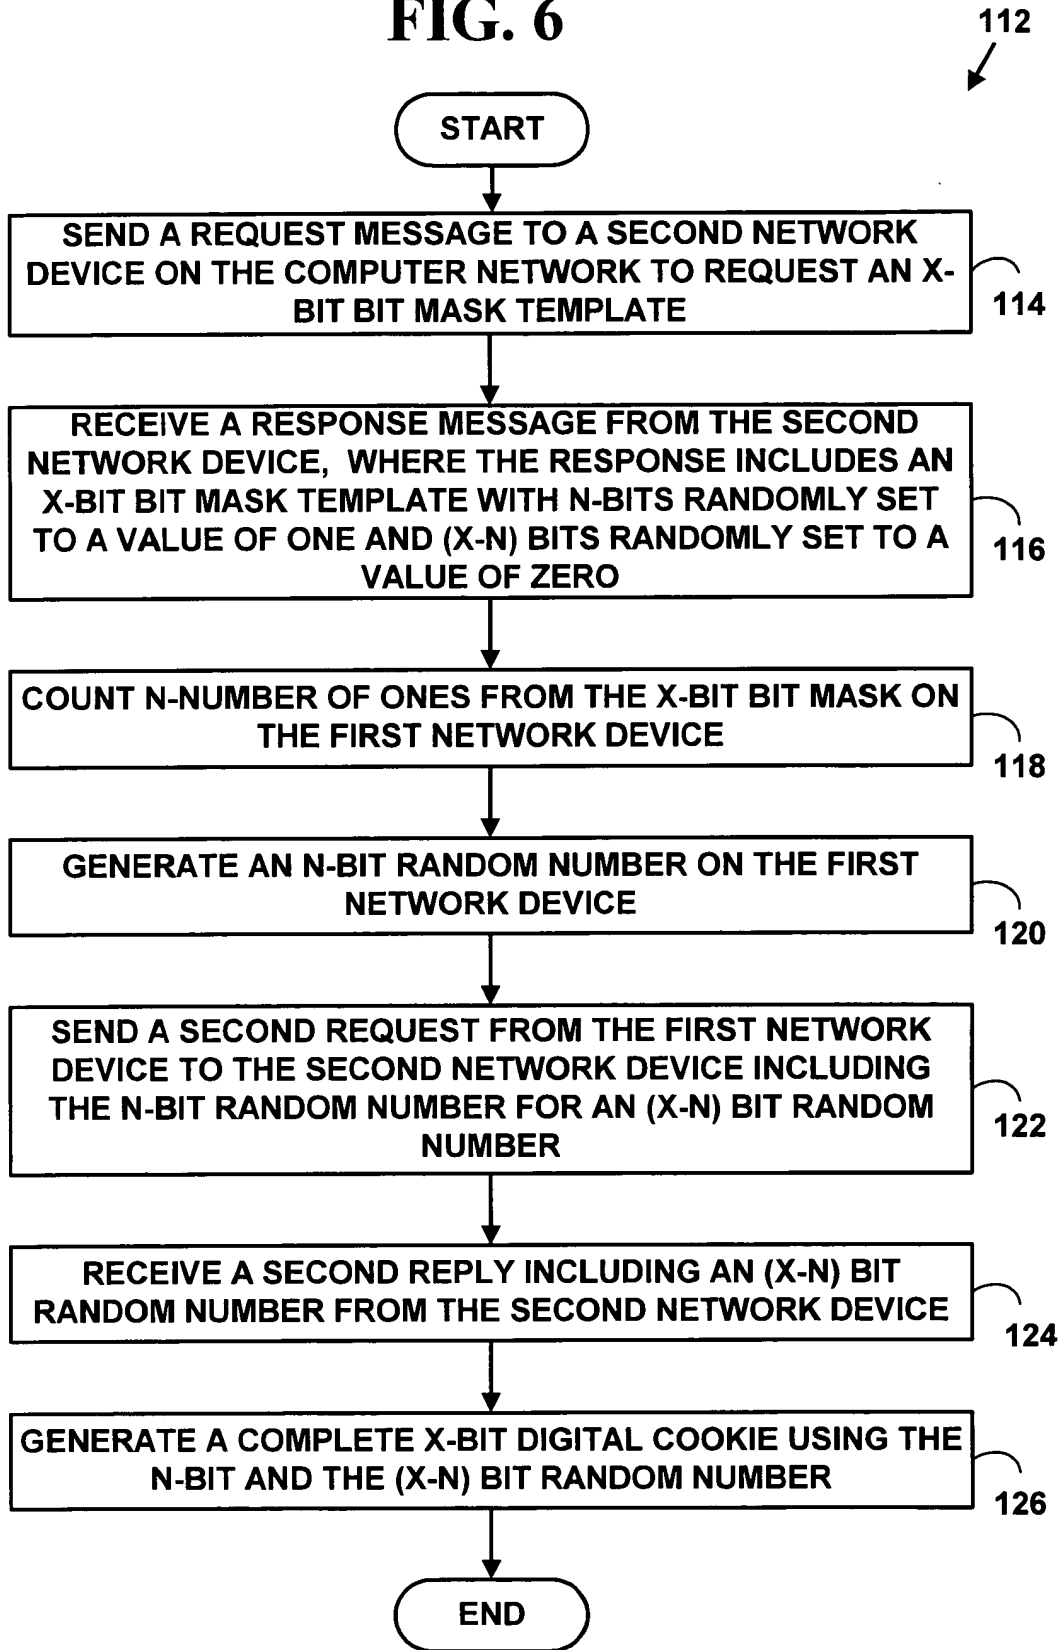 FIG. 6
112
START
SEND A REQUEST MESSAGE TO A SECOND NETWORK
DEVICE ON THE COMPUTER NETWORK TO REQUEST AN X-
BIT BIT MASK TEMPLATE
114
RECEIVE A RESPONSE MESSAGE FROM THE SECOND
NETWORK DEVICE, WHERE THE RESPONSE INCLUDES AN
X-BIT BIT MASK TEMPLATE WITH N-BITS RANDOMLY SET
TO A VALUE OF ONE AND (X-N) BITS RANDOMLY SET TO A
VALUE OF ZERO
116
COUNT N-NUMBER OF ONES FROM THE X-BIT BIT MASK ON
THE FIRST NETWORK DEVICE
118
GENERATE AN N-BIT RANDOM NUMBER ON THE FIRST
NETWORK DEVICE
120
SEND A SECOND REQUEST FROM THE FIRST NETWORK
DEVICE TO THE SECOND NETWORK DEVICE INCLUDING
THE N-BIT RANDOM NUMBER FOR AN (X-N) BIT RANDOM
NUMBER
122
RECEIVE A SECOND REPLY INCLUDING AN (X-N) BIT
RANDOM NUMBER FROM THE SECOND NETWORK DEVICE
124
GENERATE A COMPLETE X-BIT DIGITAL COOKIE USING THE
N-BIT AND THE (X-N) BIT RANDOM NUMBER
126
END